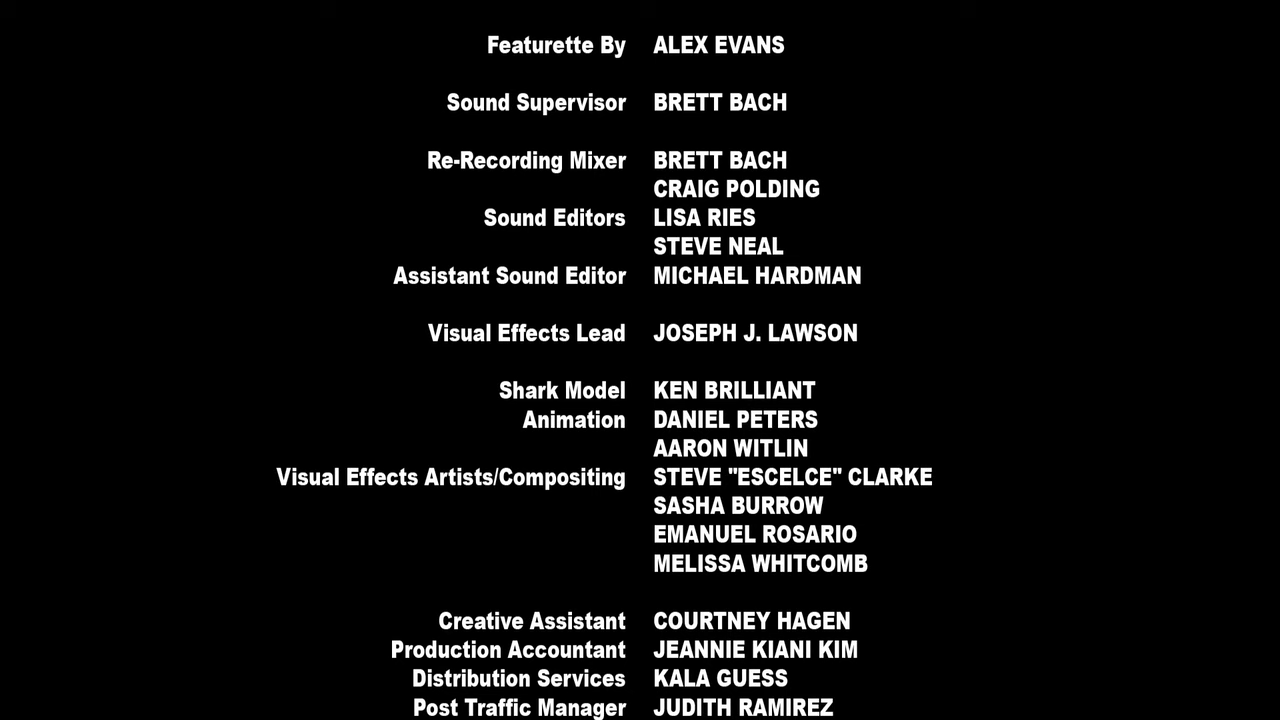 Featurette By ALEX EVANS
Sound Supervisor BRETT BACH
Re-Recording Mixer BRETT BACH
CRAIG POLDING
Sound Editors LISA RIES
STEVE NEAL
Assistant Sound Editor MICHAEL HARDMAN
Visual Effects Lead JOSEPH J. LAWSON
Shark Model KEN BRILLIANT
Animation DANIEL PETERS
AARON WITLIN
Visual Effects Artists/Compositing STEVE "ESCELCE" CLARKE
SASHA BURROW
EMANUEL ROSARIO
MELISSA WHITCOMB
Creative Assistant COURTNEY HAGEN
Production Accountant JEANNIE KIANI KIM
Distribution Services KALA GUESS
Post Traffic Manager JUDITH RAMIREZ